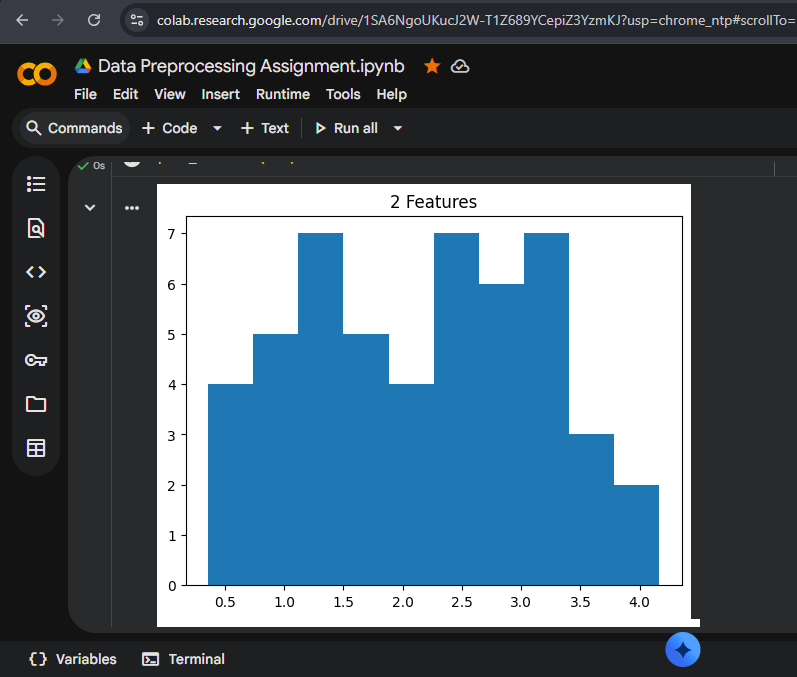 colab.research.google.com/drive/1SA6NgoUKucJ2W-T1Z689YCepiZ3YzmKJ?usp=chrome_ntp#scrollTo=
Data Preprocessing Assignment.ipynb
File Edit View Insert Runtime Tools Help
Commands + Code + Text Run all
0s
2 Features
7
6
5
4
3
2
1
0
0.5 1.0 1.5 2.0 2.5 3.0 3.5 4.0
Variables Terminal